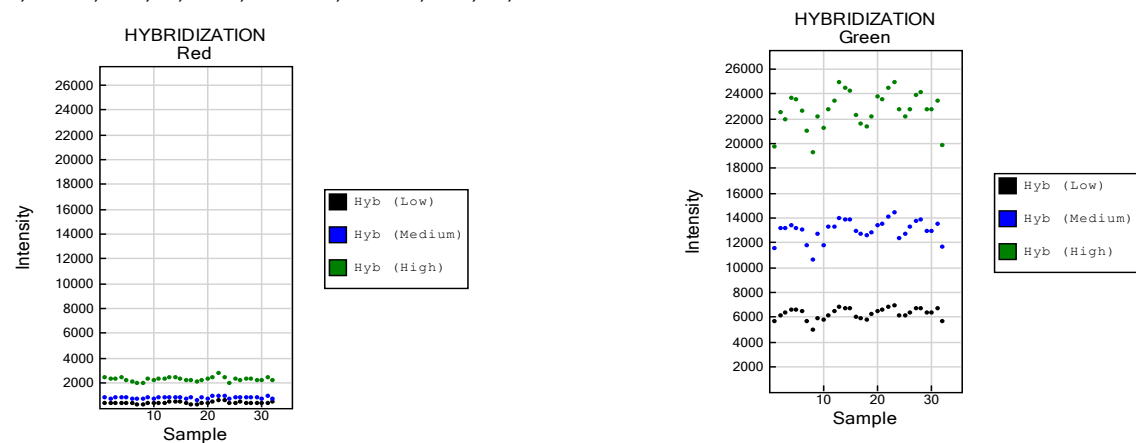 HYBRIDIZATION
Red
26000
24000
22000
20000
18000
16000
14000
12000
10000
8000
6000
4000
2000
Intensity
10
20
30
Sample
Hyb (Low)
Hyb (Medium)
Hyb (High)
HYBRIDIZATION
Green
26000
24000
22000
20000
18000
16000
14000
12000
10000
8000
6000
4000
2000
Intensity
10
20
30
Sample
Hyb (Low)
Hyb (Medium)
Hyb (High)